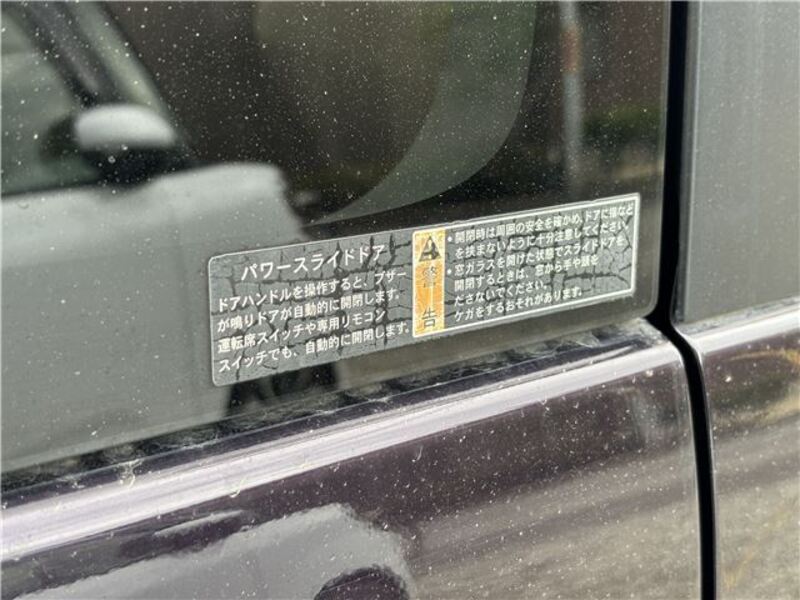 パワースライドドア
ドアハンドルを操作すると、ブザー
が鳴りドアが自動的に開閉します。
運転席スイッチや専用リモコン
スイッチでも、自動的に開閉します。
警告
・開閉時は周囲の安全を確かめ、ドアに指など
を挟まないように十分注意してください。
・窓ガラスを開けた状態でスライドドアを
開閉するときは、窓から手や頭を
ださないでください。
ケガをするおそれがあります。